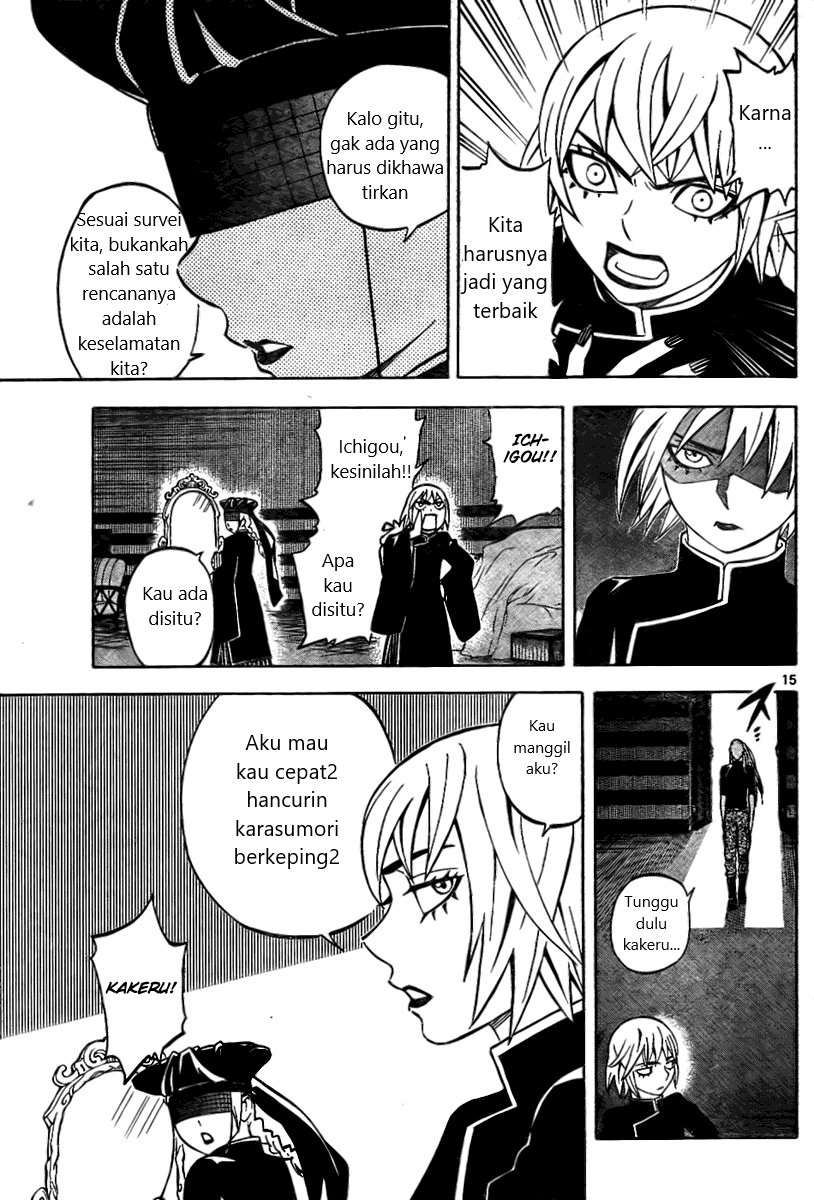 Karna
...
Kita
harusnya
jadi yang
terbaik
Kalo gitu,
gak ada yang
harus dikhawa
tirkan
Sesuai survei
kita, bukankah
salah satu
rencananya
adalah
keselamatan
kita?
ICH-
IGOU!!
Ichigou,
kesinilah!!
Apa
kau
disitu?
Kau ada
disitu?
15
Tunggu
dulu
kakeru...
Kau
manggil
aku?
Aku mau
kau cepat2
hancurin
karasumori
berkeping2
KAKERU!